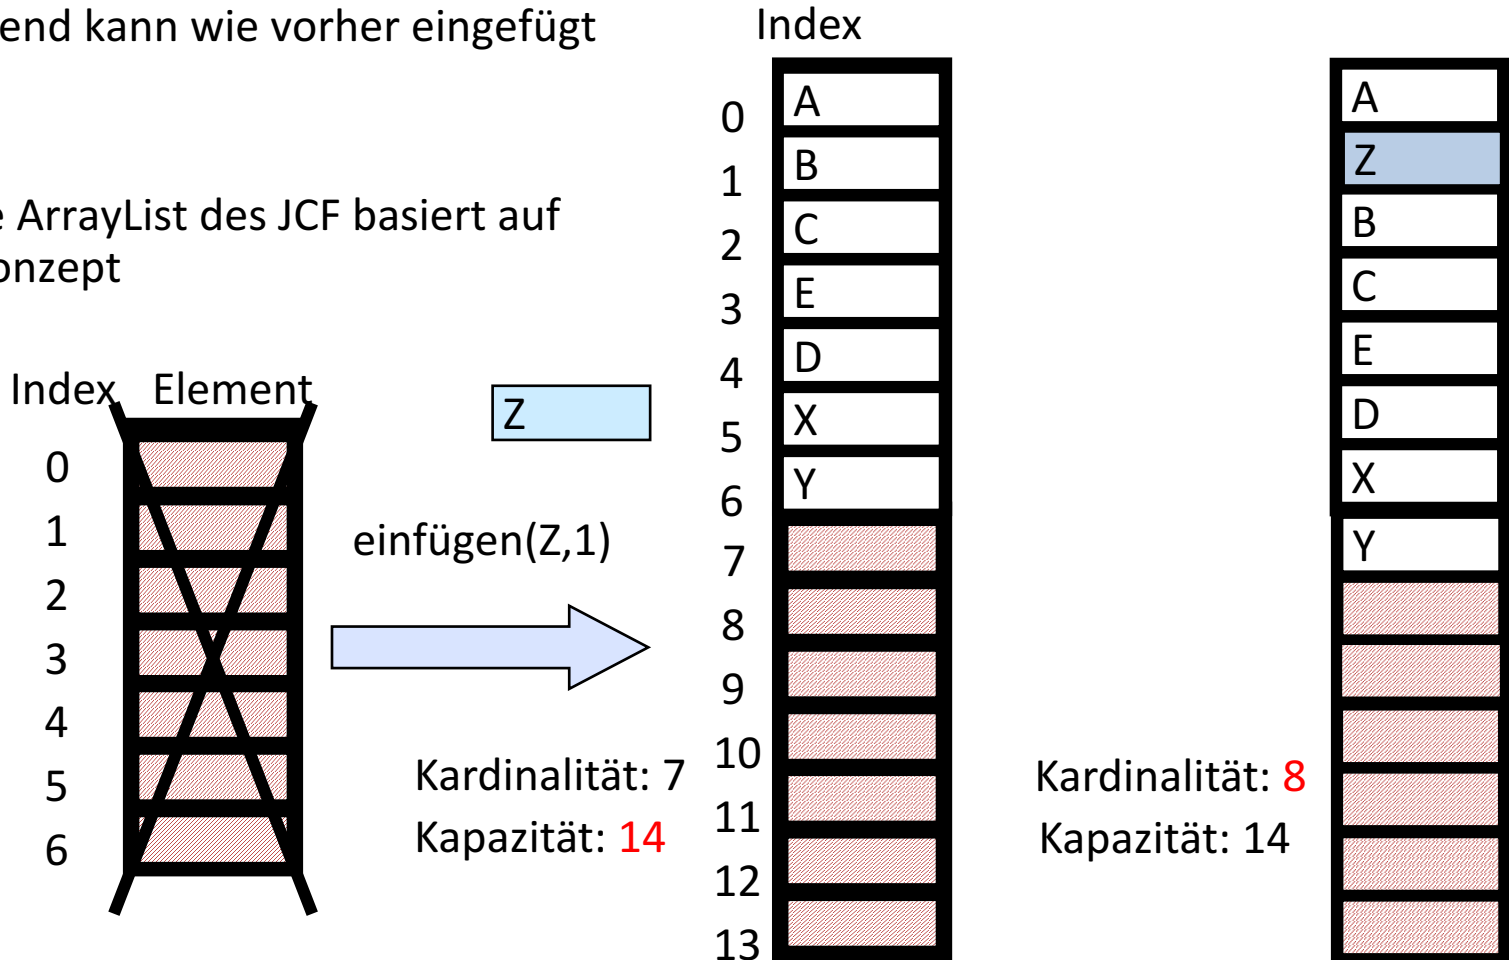 end kann wie vorher eingefügt
e ArrayList des JCF basiert auf
onzept
Index Element
0
1
2
3
4
5
6
Z
einfügen(Z,1)
Kardinalität: 7
Kapazität: 14
Index
0 A
1 B
2 C
3 E
4 D
5 X
6 Y
7
8
9
10
11
12
13
Kardinalität: 8
Kapazität: 14
A
Z
B
C
E
D
X
Y